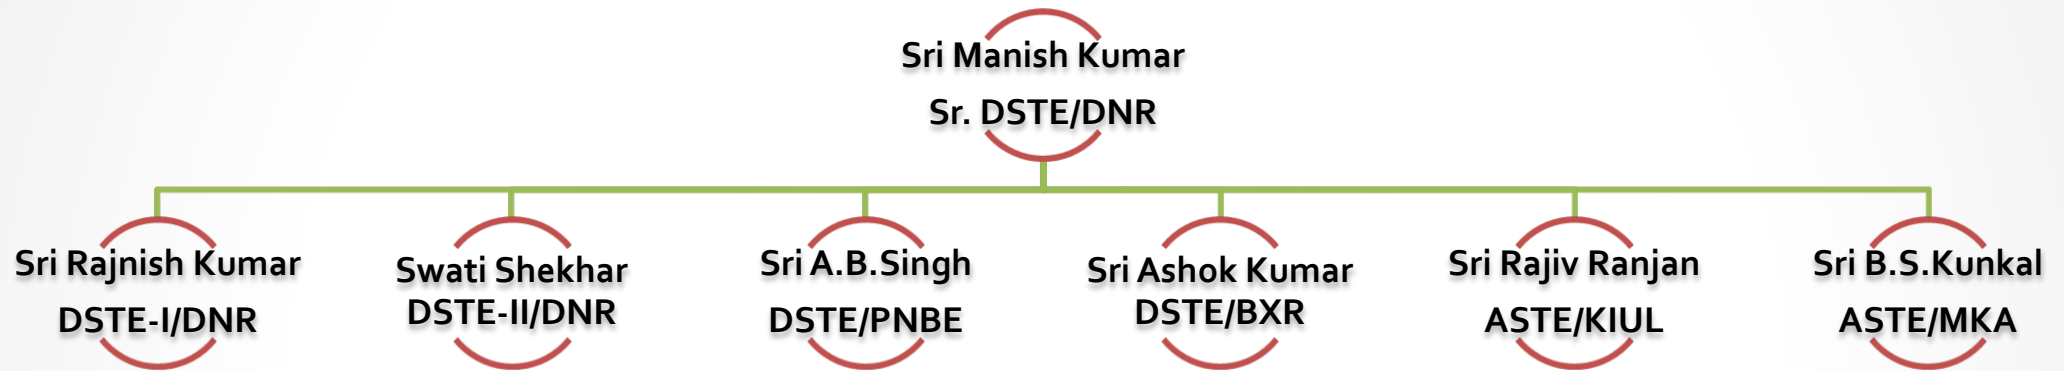 Sri Manish Kumar
Sr. DSTE/DNR
Sri Rajnish Kumar
DSTE-I/DNR
Swati Shekhar
DSTE-II/DNR
Sri A.B.Singh
DSTE/PNBE
Sri Ashok Kumar
DSTE/BXR
Sri Rajiv Ranjan
ASTE/KIUL
Sri B.S.Kunkal
ASTE/MKA